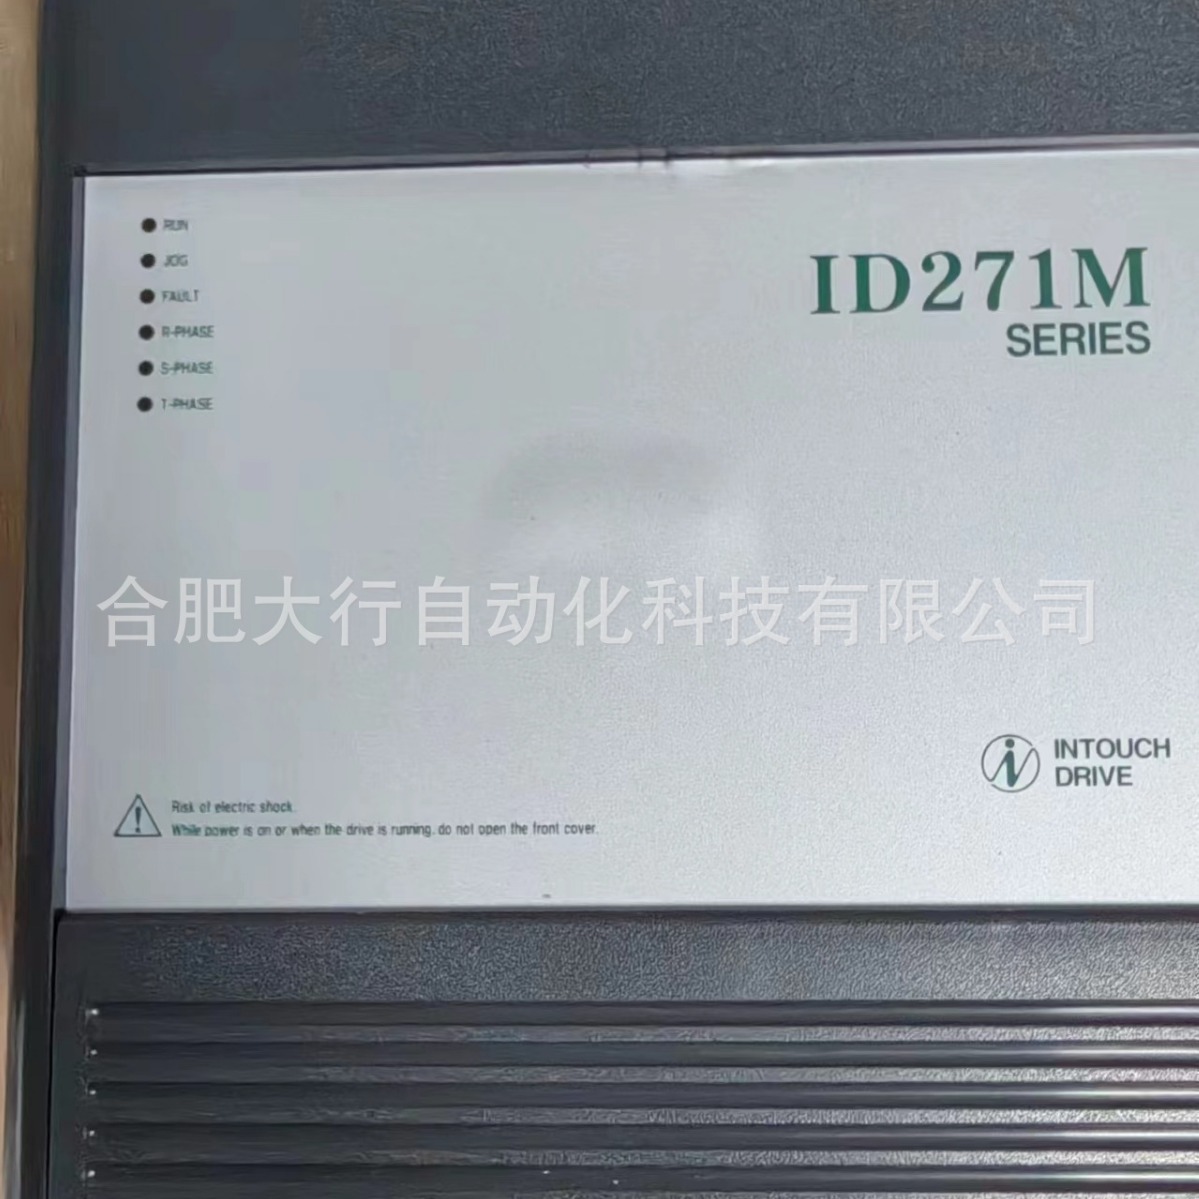 RUN
JOG
FAULT
R-PHASE
S-PHASE
T-PHASE
ID271M
SERIES
合肥大行自动化科技有限公司
INTOUCH
DRIVE
Risk of electric shock.
While power is on or when the drive is running, do not open the front cover.